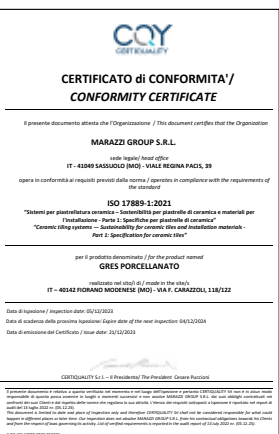 CQY
CERTIQUALITY
CERTIFICATO di CONFORMITA'/
CONFORMITY CERTIFICATE
Il presente documento attesta che l'Organizzazione / This document certifies that the Organization
MARAZZI GROUP S.R.L.
sede legale/ head office
IT - 41049 SASSUOLO (MO) - VIALE REGINA PACIS, 39
opera in conformità ai requisiti previsti dalla norma / operates in compliance with the requirements of
the standard
ISO 17889-1:2021
"Sistemi per piastrellatura ceramica – Sostenibilità per piastrelle di ceramica e materiali per
l'installazione - Parte 1: Specifiche per piastrelle di ceramica"
"Ceramic tiling systems — Sustainability for ceramic tiles and installation materials -
Part 1: Specification for ceramic tiles"
per il prodotto denominato / for the product named
GRES PORCELLANATO
realizzato nel sito/i di / made in the site/s
IT – 40142 FIORANO MODENESE (MO) - VIA F. CARAZZOLI, 118/122
Data di Ispezione / Inspection date: 05/12/2023
Data di scadenza della prossima Ispezione/ Expire date of the next inspection: 04/12/2024
Data di emissione del Certificato / Issue date: 21/12/2023
CERTIQUALITY S.r.l. – Il Presidente/ The President Cesare Puccioni